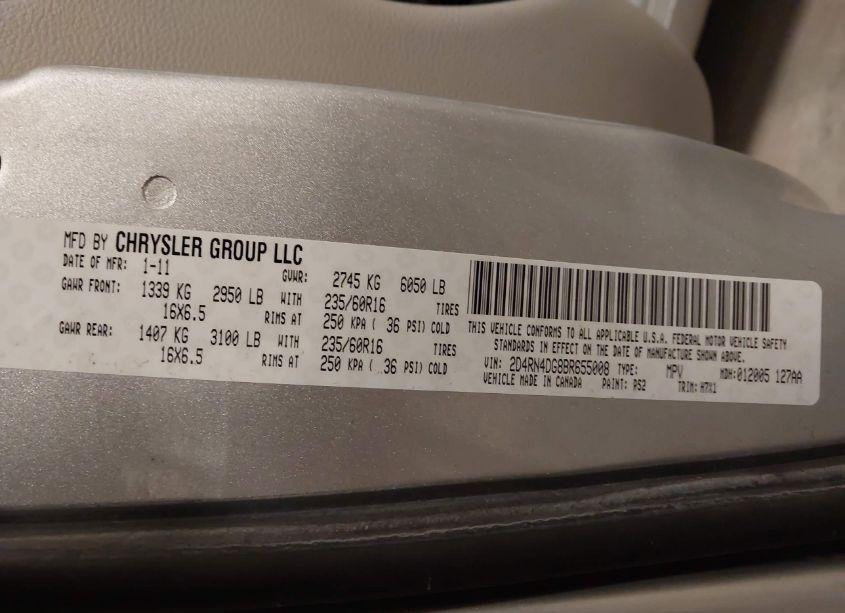 MFD BY CHRYSLER GROUP LLC
DATE OF MFR: 1-11 GVWR: 2745 KG 6050 LB
GAWR FRONT: 1339 KG 2950 LB WITH 235/60R16 TIRES
16X6.5 RIMS AT 250 KPA ( 36 PSI) COLD
GAWR REAR: 1407 KG 3100 LB WITH 235/60R16 TIRES
16X6.5 RIMS AT 250 KPA ( 36 PSI) COLD
THIS VEHICLE CONFORMS TO ALL APPLICABLE U.S.A. FEDERAL MOTOR VEHICLE SAFETY
STANDARDS IN EFFECT ON THE DATE OF MANUFACTURE SHOWN ABOVE.
VIN: 2D4RN4DG8BR655008 TYPE: MPV MDH:012005 127AA
VEHICLE MADE IN CANADA PAINT: PS2 TRIM: H7X1